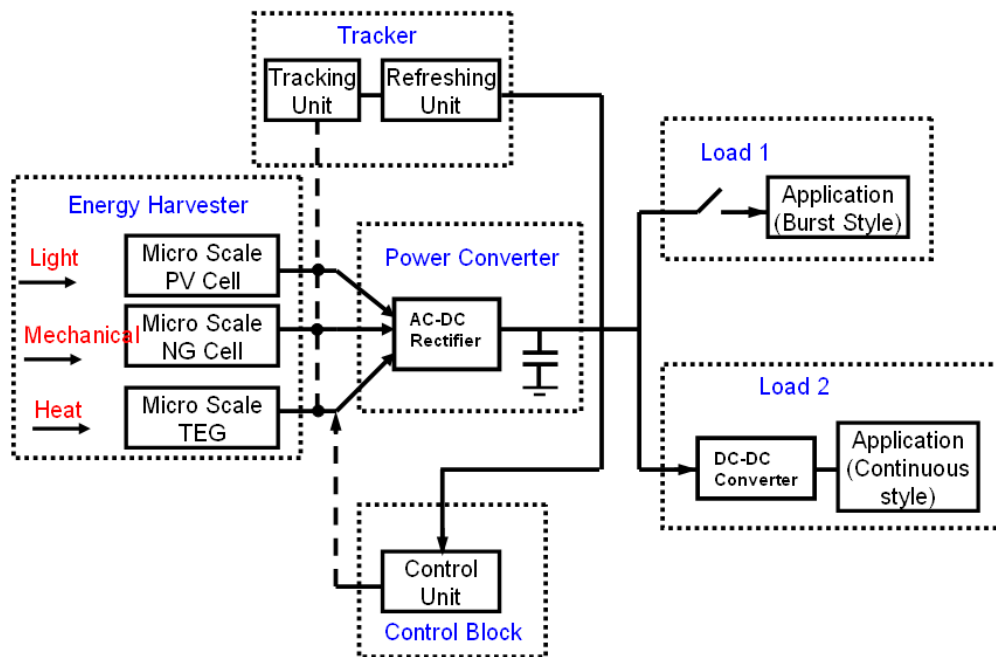 Tracker
Tracking
Unit
Refreshing
Unit
Energy Harvester
Light
Micro Scale
PV Cell
Mechanical
Micro Scale
NG Cell
Heat
Micro Scale
TEG
Power Converter
AC-DC
Rectifier
Load 1
Application
(Burst Style)
Load 2
DC-DC
Converter
Application
(Continuous
style)
Control
Unit
Control Block